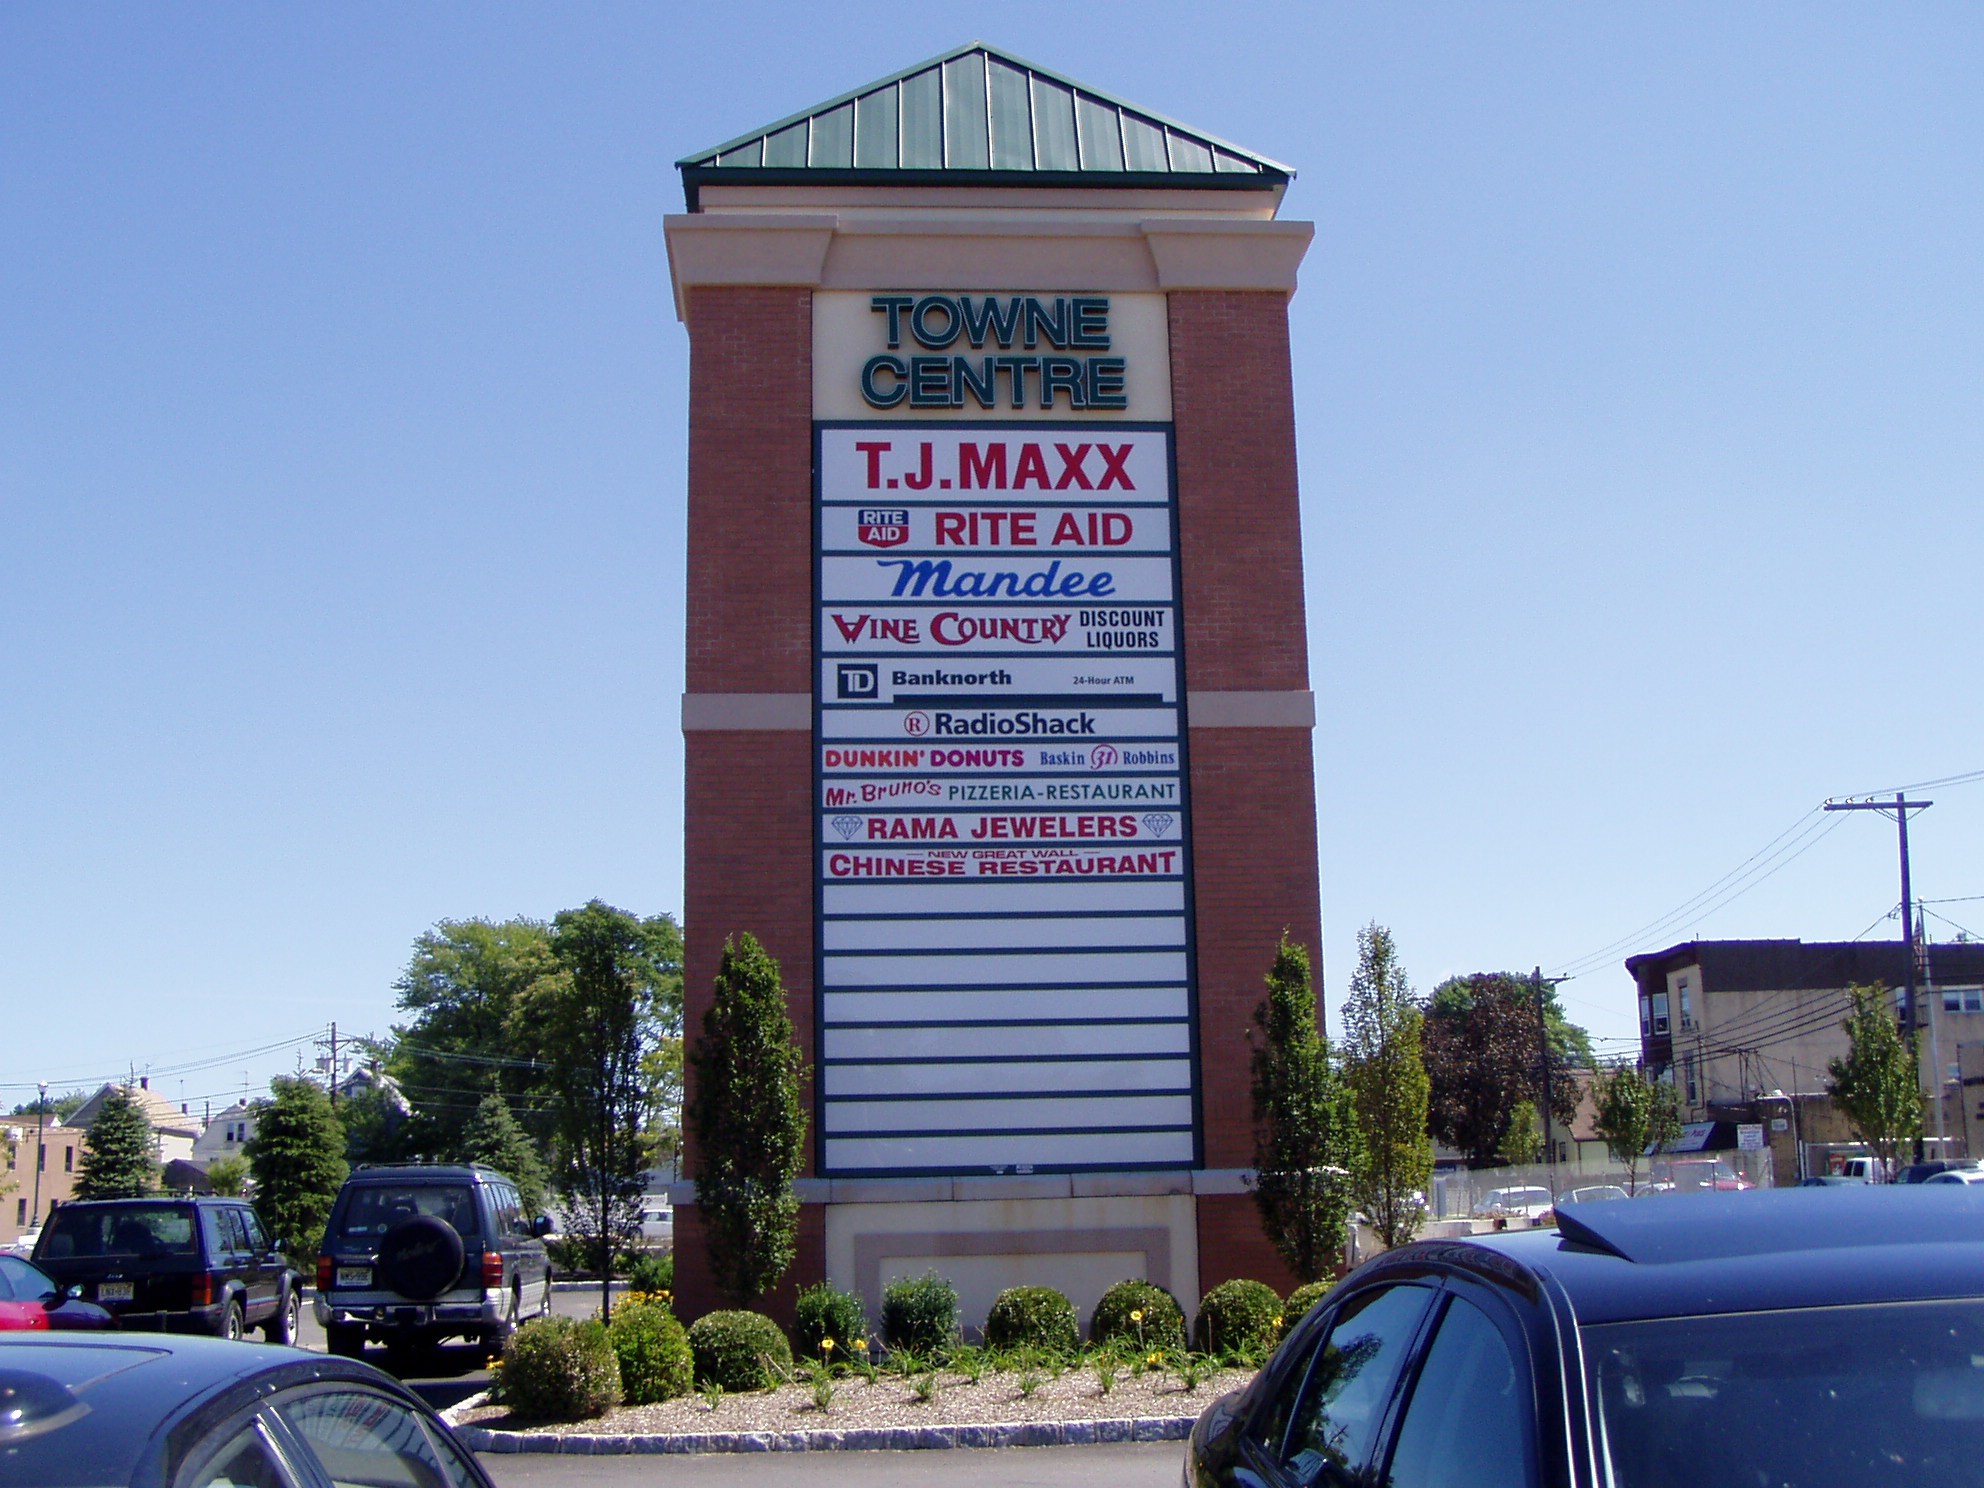 TOWNE
CENTRE
T.J.MAXX
RITE
AID
RITE AID
Mandee
WINE COUNTRY DISCOUNT
LIQUORS
TD Banknorth 24-Hour ATM
R RadioShack
DUNKIN' DONUTS Baskin 31 Robbins
Mr. Bruno's PIZZERIA-RESTAURANT
RAMA JEWELERS
NEW GREAT WALL
CHINESE RESTAURANT